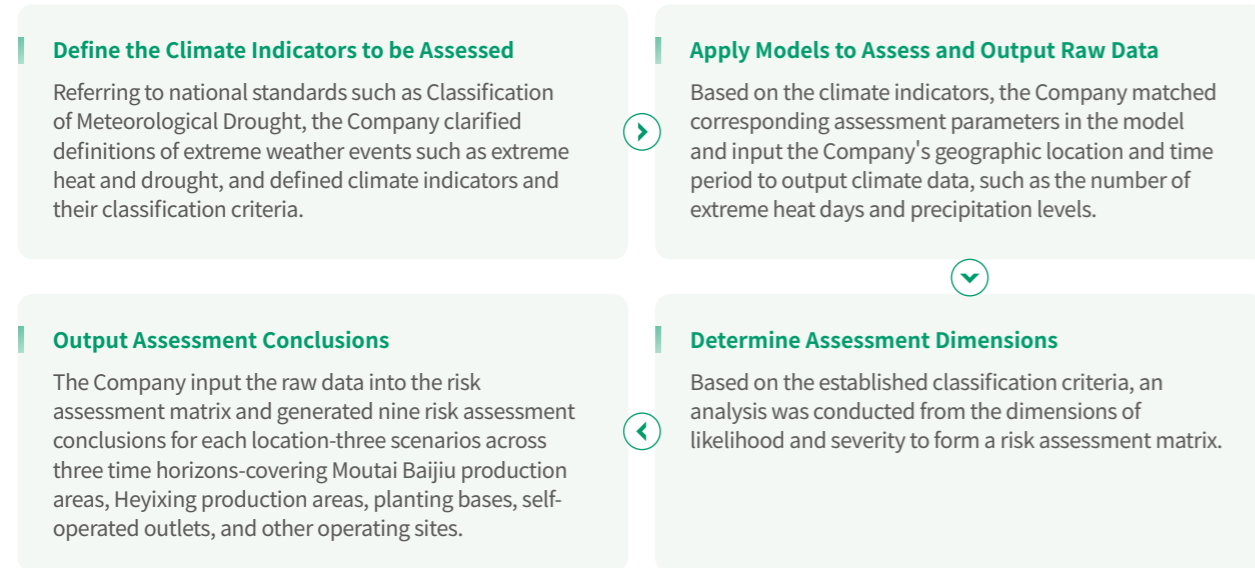 Define the Climate Indicators to be Assessed
Referring to national standards such as Classification
of Meteorological Drought, the Company clarified
definitions of extreme weather events such as extreme
heat and drought, and defined climate indicators and
their classification criteria.
Apply Models to Assess and Output Raw Data
Based on the climate indicators, the Company matched
corresponding assessment parameters in the model
and input the Company's geographic location and time
period to output climate data, such as the number of
extreme heat days and precipitation levels.
Determine Assessment Dimensions
Based on the established classification criteria, an
analysis was conducted from the dimensions of
likelihood and severity to form a risk assessment matrix.
Output Assessment Conclusions
The Company input the raw data into the risk
assessment matrix and generated nine risk assessment
conclusions for each location-three scenarios across
three time horizons-covering Moutai Baijiu production
areas, Heyixing production areas, planting bases, self-
operated outlets, and other operating sites.